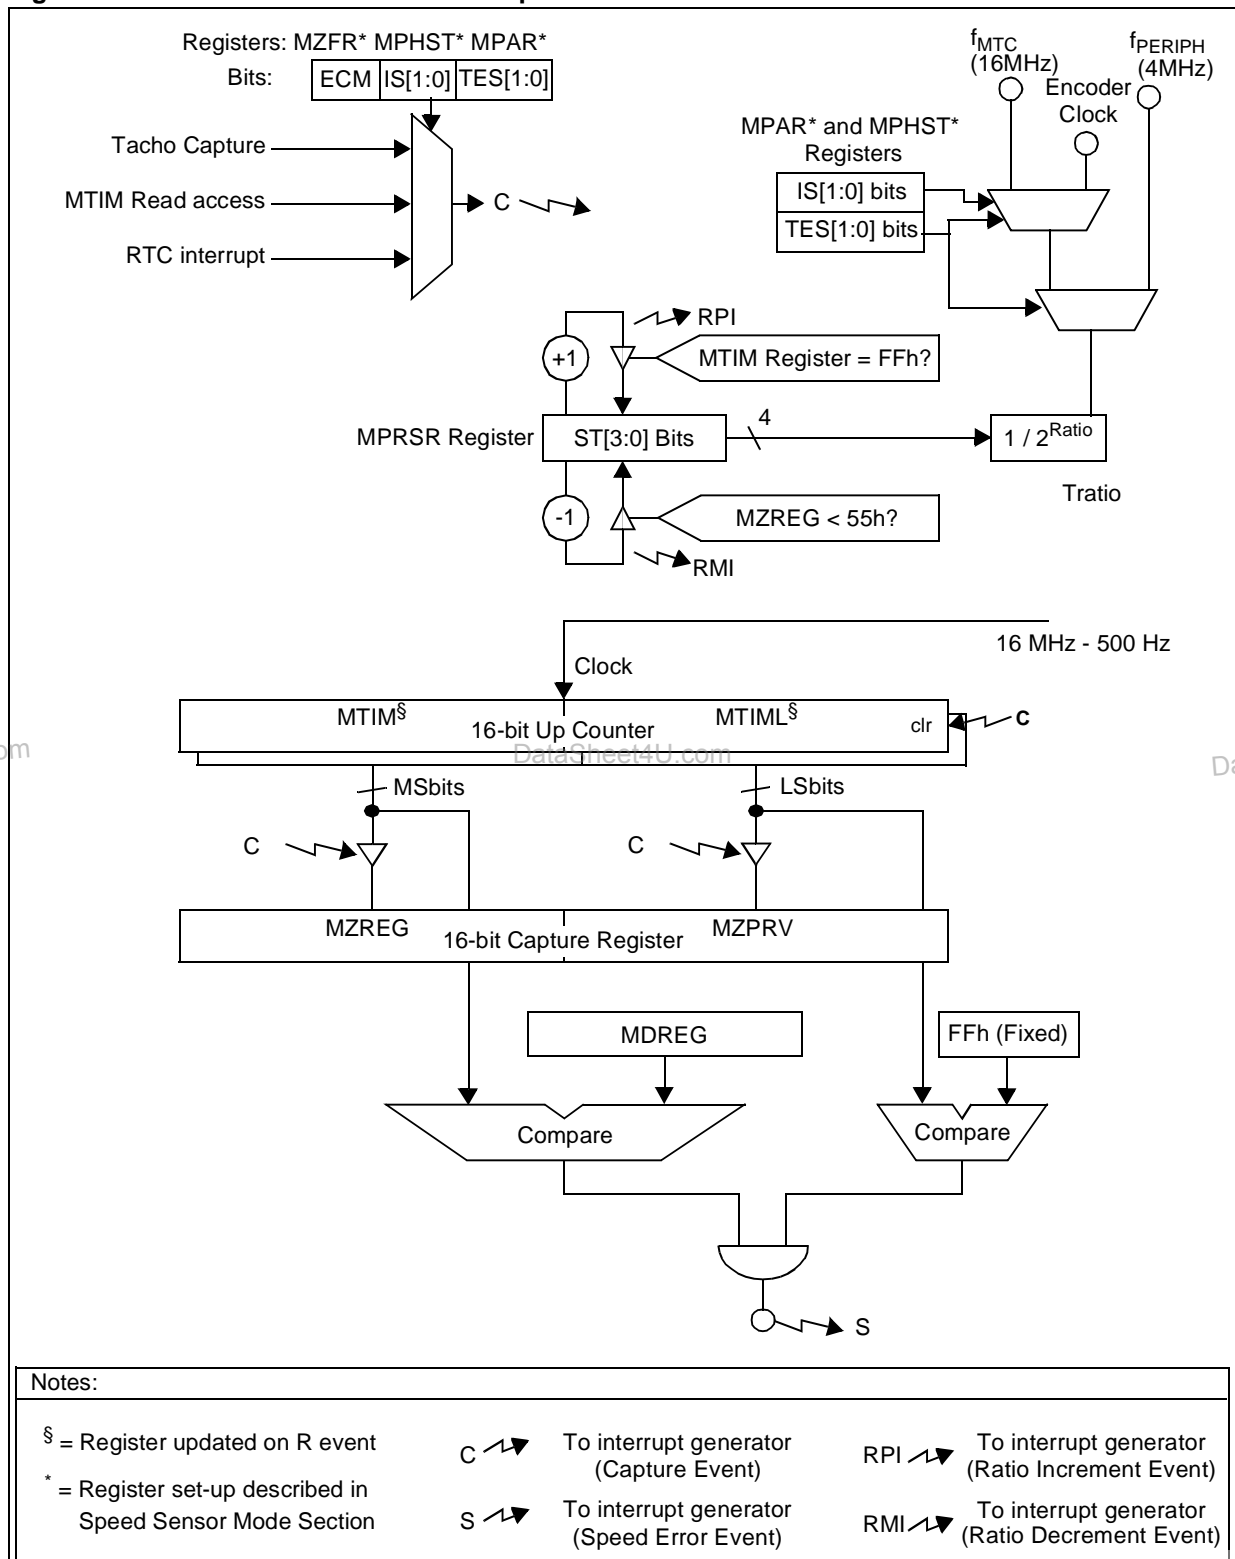 Registers: MZFR* MPHST* MPAR*
Bits:
ECM IS[1:0] TES[1:0]
Tacho Capture
MTIM Read access
RTC interrupt
C
fMTC
(16MHz)
fPERIPH
(4MHz)
Encoder
Clock
MPAR* and MPHST*
Registers
IS[1:0] bits
TES[1:0] bits
RPI
+1
MTIM Register = FFh?
MPRSR Register
ST[3:0] Bits
4
1 / 2^Ratio
Tratio
-1
MZREG < 55h?
RMI
16 MHz - 500 Hz
Clock
MTIM§
MTIML§
16-bit Up Counter
clr
C
DataSheet4U.com
MSbits
LSbits
C
C
MZREG
MZPRV
16-bit Capture Register
MDREG
FFh (Fixed)
Compare
Compare
S
Notes:
§ = Register updated on R event
* = Register set-up described in
Speed Sensor Mode Section
C To interrupt generator
(Capture Event)
S To interrupt generator
(Speed Error Event)
RPI To interrupt generator
(Ratio Increment Event)
RMI To interrupt generator
(Ratio Decrement Event)